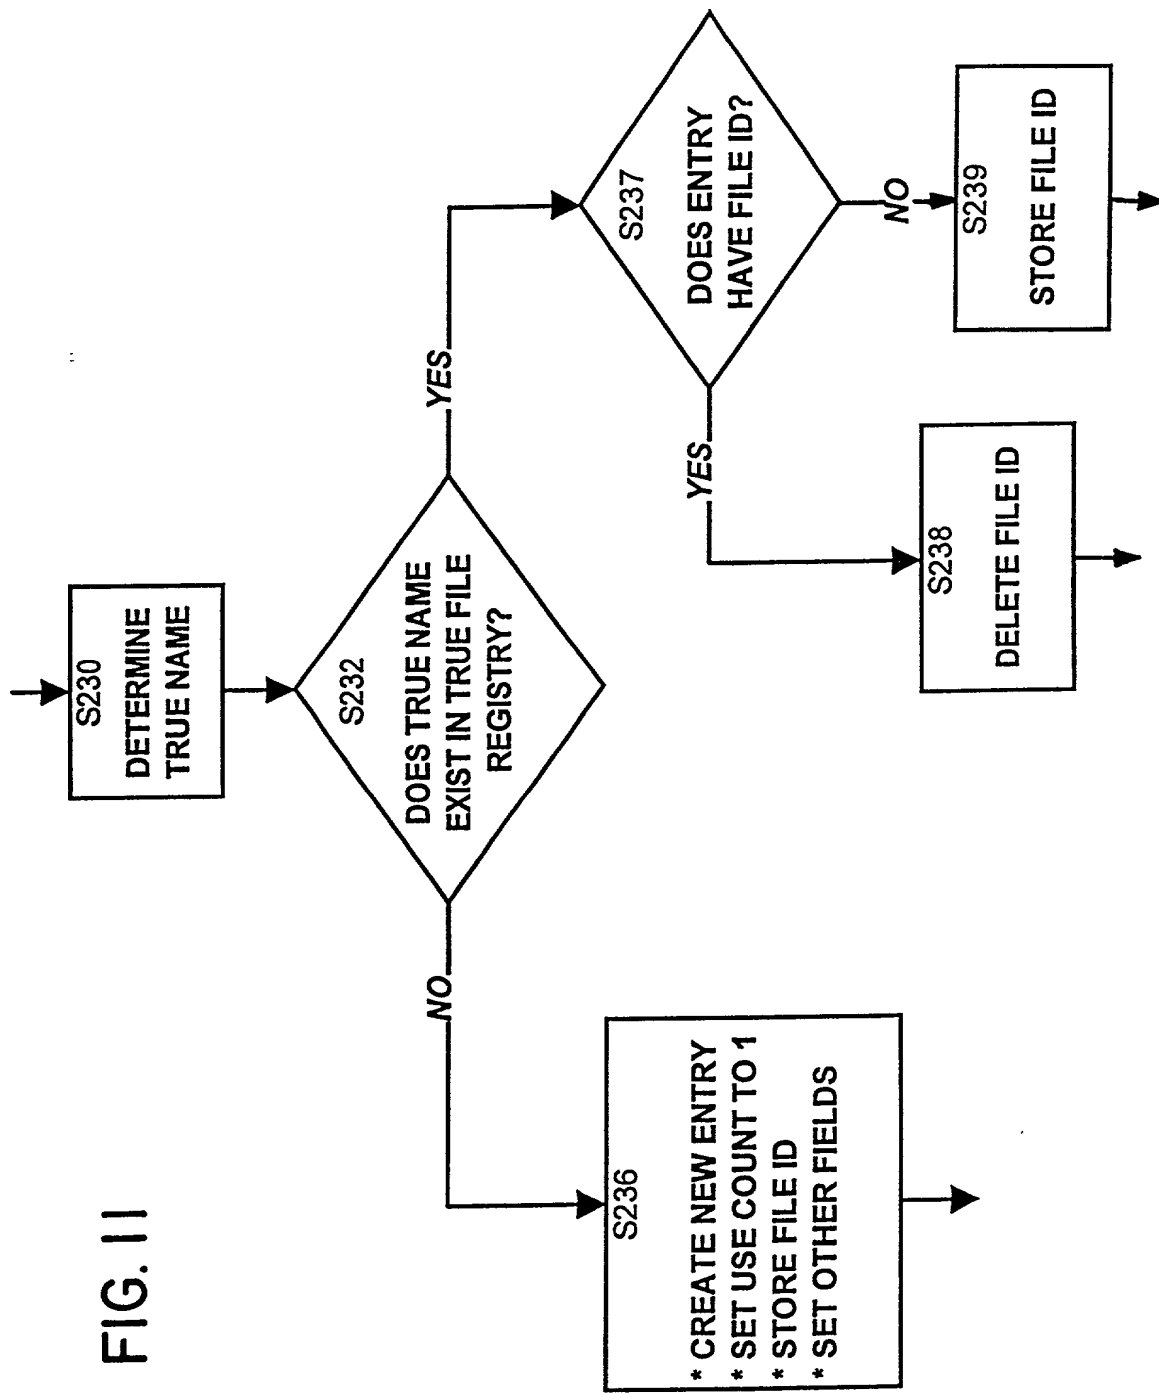 FIG. 11
S230
DETERMINE
TRUE NAME
S232
DOES TRUE NAME
EXIST IN TRUE FILE
REGISTRY?
NO
YES
S236
* CREATE NEW ENTRY
* SET USE COUNT TO 1
* STORE FILE ID
* SET OTHER FIELDS
S237
DOES ENTRY
HAVE FILE ID?
YES
NO
S238
DELETE FILE ID
S239
STORE FILE ID